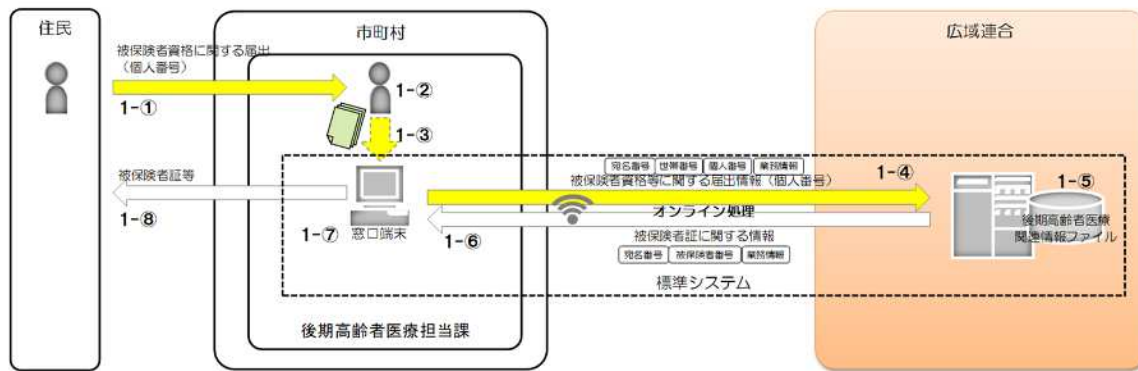 住民
市町村
広域連合
被保険者資格に関する届出
（個人番号）
1-①
1-②
1-③
宛名番号 世帯番号 個人番号 業務情報
被保険者資格等に関する届出情報（個人番号）
1-④
1-⑤
オンライン処理
後期高齢者医療
関連情報ファイル
被保険者証等
1-⑧
1-⑦
窓口端末
1-⑥
被保険者証に関する情報
宛名番号 被保険者番号 業務情報
標準システム
後期高齢者医療担当課